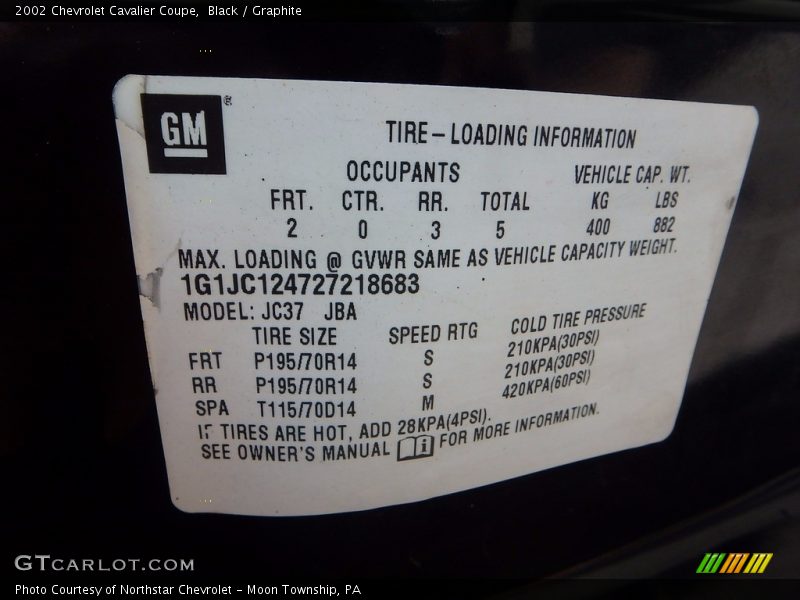 2002 Chevrolet Cavalier Coupe, Black / Graphite
GM®
TIRE – LOADING INFORMATION
OCCUPANTS VEHICLE CAP. WT.
FRT. CTR. RR. TOTAL KG LBS
2 0 3 5 400 882
MAX. LOADING @ GVWR SAME AS VEHICLE CAPACITY WEIGHT.
1G1JC124727218683
MODEL: JC37 JBA
TIRE SIZE SPEED RTG COLD TIRE PRESSURE
FRT P195/70R14 S 210KPA(30PSI)
RR P195/70R14 S 210KPA(30PSI)
SPA T115/70D14 M 420KPA(60PSI)
IF TIRES ARE HOT, ADD 28KPA(4PSI).
SEE OWNER'S MANUAL i FOR MORE INFORMATION.
GTCARLOT.COM
Photo Courtesy of Northstar Chevrolet - Moon Township, PA